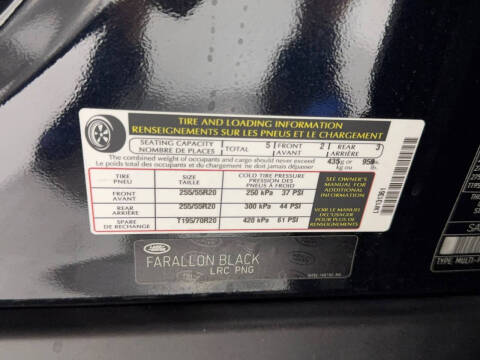 TIRE AND LOADING INFORMATION
RENSEIGNEMENTS SUR LES PNEUS ET LE CHARGEMENT
SEATING CAPACITY
NOMBRE DE PLACES
TOTAL 5
FRONT
AVANT 2
REAR
ARRIÈRE 3
The combined weight of occupants and cargo should never exceed
Le poids total des occupants et du chargement ne doit jamais dépasser
435 kg or
kg ou
lb.
TIRE
PNEU
SIZE
TAILLE
COLD TIRE PRESSURE
PRESSION DES
PNEUS À FROID
FRONT
AVANT
255/55R20
250 kPa 37 PSI
REAR
ARRIÈRE
255/55R20
300 kPa 44 PSI
SPARE
DE RECHANGE
T195/70R20
420 kPa 61 PSI
SEE OWNER'S
MANUAL FOR
ADDITIONAL
INFORMATION
VOIR LE MANUEL
DE L'USAGER
POUR PLUS DE
RENSEIGNEMENTS
FARALLON BLACK
LRC PNG
TYPE